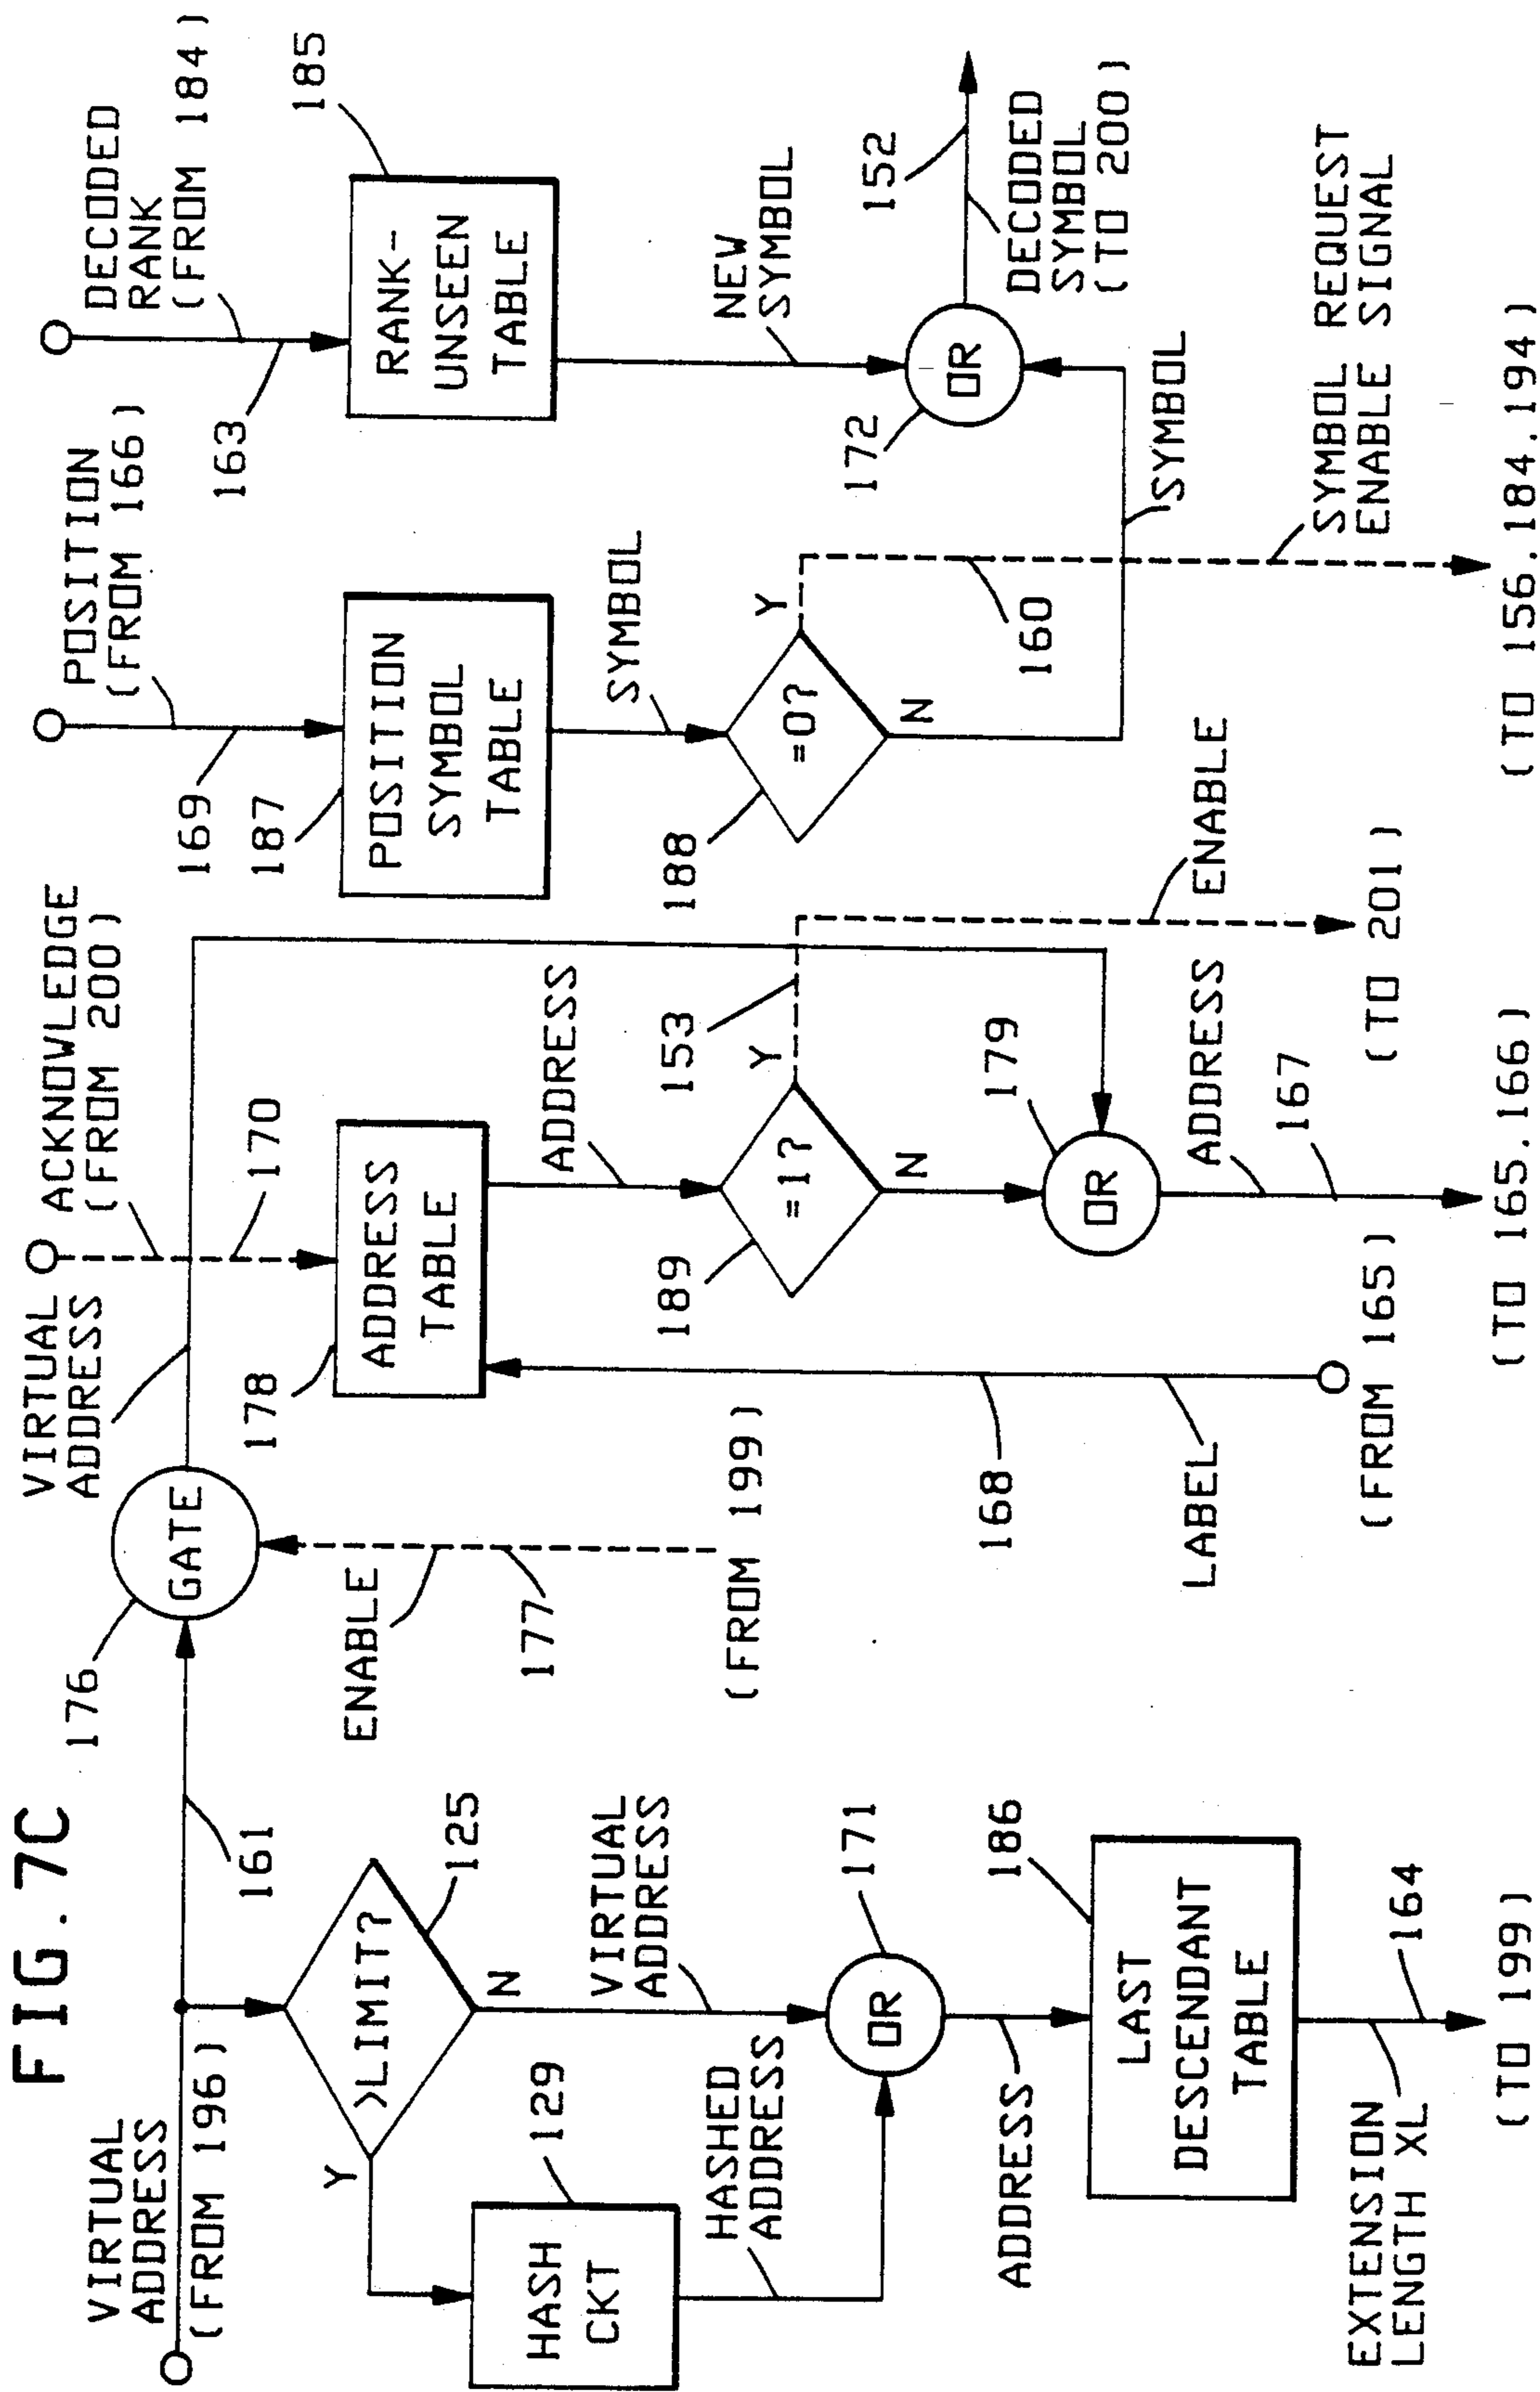 FIG. 7C
VIRTUAL
ADDRESS
(FROM 196)
161
176
GATE
VIRTUAL
ADDRESS
ENABLE
177
(FROM 199)
>LIMIT?
125
Y
N
HASH
CKT
129
HASHED
ADDRESS
VIRTUAL
ADDRESS
OR
171
ADDRESS
LAST
DESCENDANT
TABLE
186
EXTENSION
LENGTH XL
164
(TO 199)
ACKNOWLEDGE
(FROM 200)
170
178
ADDRESS
TABLE
ADDRESS
189
=1?
Y
N
153
ENABLE
(TO 201)
179
OR
ADDRESS
167
(TO 165.166)
168
LABEL
(FROM 165)
POSITION
(FROM 166)
169
187
POSITION
SYMBOL
TABLE
SYMBOL
188
=0?
Y
N
160
SYMBOL
SYMBOL REQUEST
ENABLE SIGNAL
(TO 156.184.194)
DECODED
RANK
(FROM 184)
163
185
RANK-
UNSEEN
TABLE
NEW
SYMBOL
172
OR
152
DECODED
SYMBOL
(TO 200)